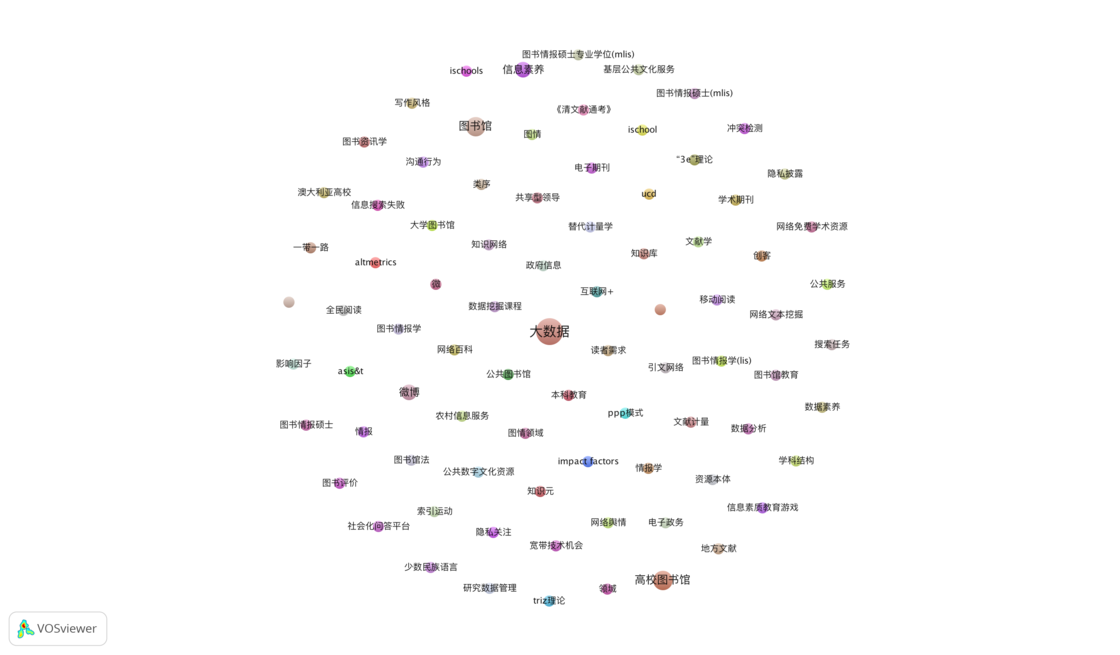 图书情报硕士专业学位(mlis)
信息素养
ischools
基层公共文化服务
图书情报硕士(mlis)
写作风格
《清文献通考》
图书馆
ischool
冲突检测
图情
图书资讯学
沟通行为
"3e"理论
电子期刊
隐私披露
类序
澳大利亚高校
ucd
共享型领导
学术期刊
信息搜索失败
大学图书馆
替代计量学
网络免费学术资源
一带一路
知识网络
文献学
知识库
创客
altmetrics
政府信息
公共服务
互联网+
移动阅读
数据挖掘课程
全民阅读
网络文本挖掘
图书情报学
大数据
搜索任务
网络百科
读者需求
影响因子
图书情报学(lis)
引文网络
asis&t
公共图书馆
图书馆教育
微博
本科教育
数据素养
农村信息服务
ppp模式
文献计量
图书情报硕士
情报
图情领域
数据分析
图书馆法
impact factors
学科结构
公共数字文化资源
情报学
资源本体
图书评价
知识元
信息素质教育游戏
索引运动
社会化问答平台
隐私关注
网络舆情
电子政务
宽带技术机会
地方文献
少数民族语言
高校图书馆
研究数据管理
领域
triz理论
VOSviewer